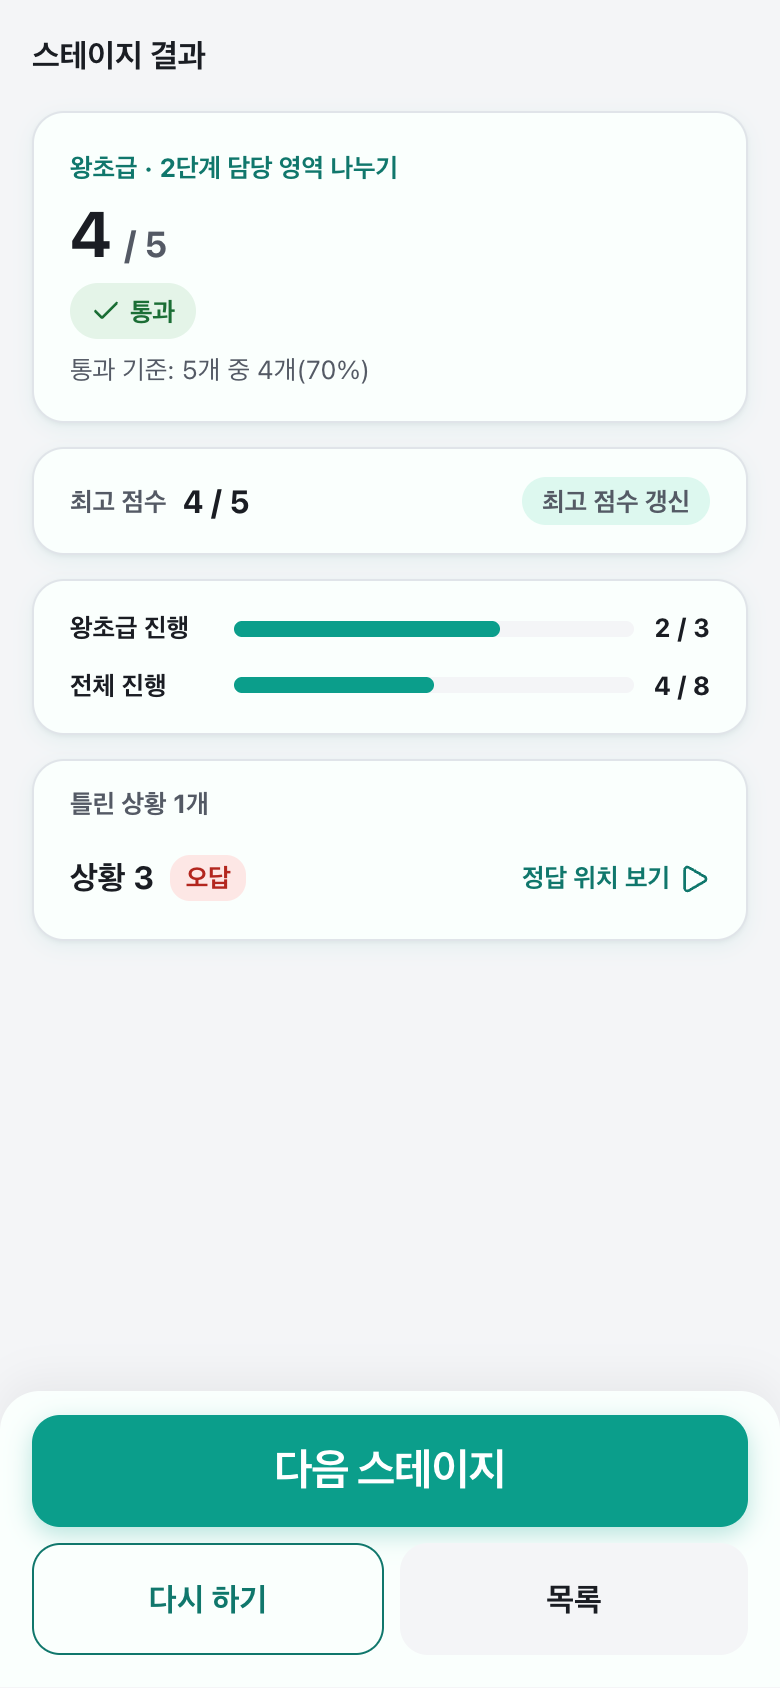 스테이지 결과
왕초급 · 2단계 담당 영역 나누기
4 / 5
통과
통과 기준: 5개 중 4개(70%)
최고 점수 4 / 5 최고 점수 갱신
왕초급 진행 2 / 3
전체 진행 4 / 8
틀린 상황 1개
상황 3 오답 정답 위치 보기
다음 스테이지
다시 하기 목록